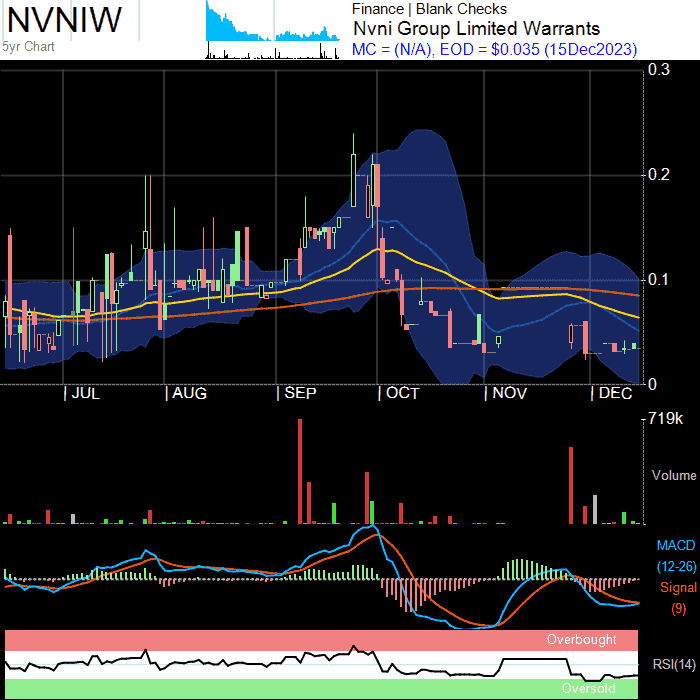 NVNIW
5yr Chart
Finance | Blank Checks
Nvni Group Limited Warrants
MC = (N/A), EOD = $0.035 (15Dec2023)
0.3
0.2
0.1
0
| JUL | AUG | SEP | OCT | NOV | DEC
719k
Volume
MACD
(12-26)
Signal
(9)
Overbought
RSI(14)
Oversold